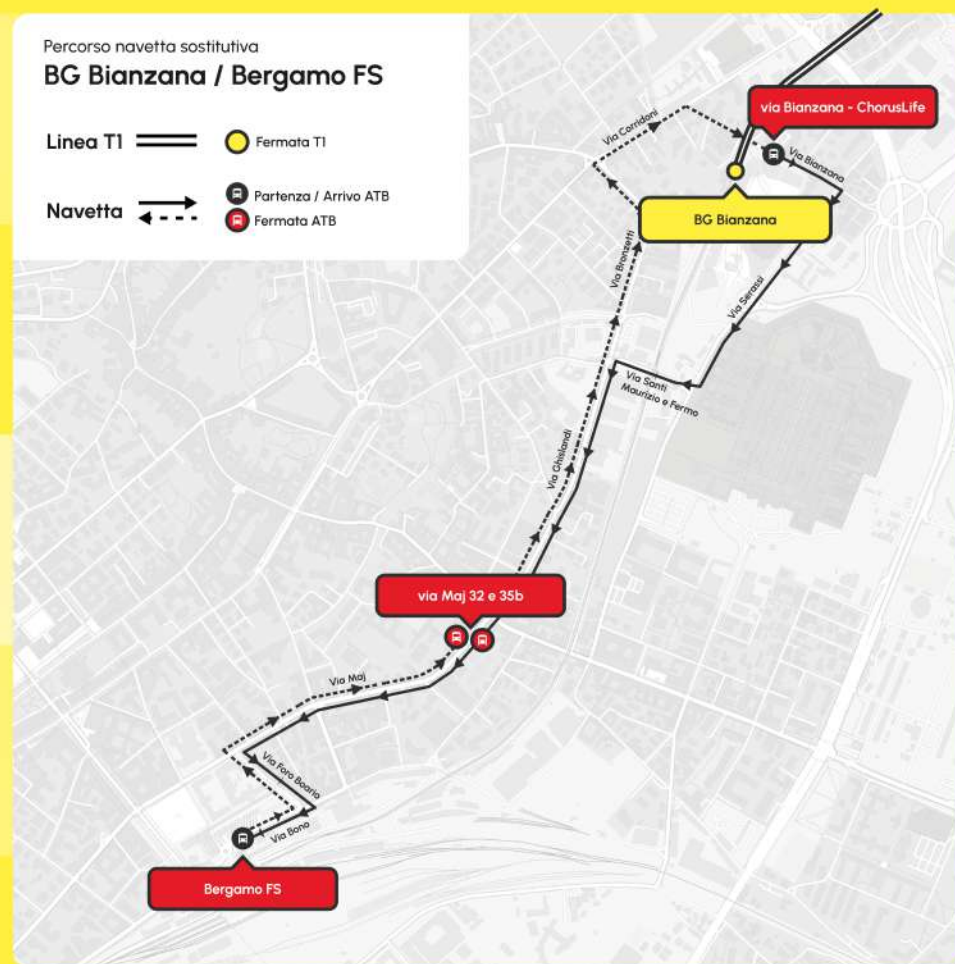 Percorso navetta sostitutiva
BG Bianzana / Bergamo FS
Linea T1
Fermata T1
Navetta
Partenza / Arrivo ATB
Fermata ATB
via Bianzana - ChorusLife
Via Corridoni
Via Bianzana
BG Bianzana
Via Bronzetti
Via Serassi
Via Santi
Maurizio e Fermo
Via Ghislandi
via Maj 32 e 35b
Via Maj
Via Foro Boario
Via Bono
Bergamo FS